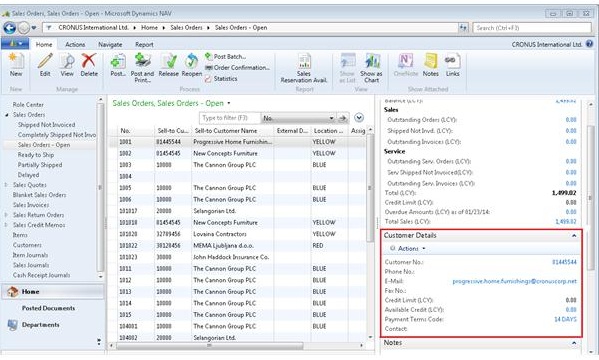 Sales Orders, Sales Orders - Open - Microsoft Dynamics NAV
CRONUS International Ltd. ▸ Home ▸ Sales Orders ▸ Sales Orders - Open
Search (Ctrl+F3)
Home Actions Navigate Report
CRONUS International Ltd.
New
Edit View Delete
Post... Post and Print... Release Reopen
Post Batch...
Order Confirmation...
Statistics
Sales Reservation Avail.
Show as List Show as Chart
OneNote Notes Links
New Manage Process Report View Show Attached
Role Center
Sales Orders
Shipped Not Invoiced
Completely Shipped Not Invo
Sales Orders - Open
Ready to Ship
Partially Shipped
Delayed
Sales Quotes
Blanket Sales Orders
Sales Invoices
Sales Return Orders
Sales Credit Memos
Items
Customers
Item Journals
Sales Journals
Cash Receipt Journals
Home
Posted Documents
Departments
Sales Orders, Sales Orders - Open
Type to filter (F3) No.
No. Sell-to Cu... Sell-to Customer Name External D... Location ... Assig
1001 01445544 Progressive Home Furnishin... YELLOW
1002 01454545 New Concepts Furniture YELLOW
1003 10000 The Cannon Group PLC BLUE
1004
1005 10000 The Cannon Group PLC BLUE
1006 10000 The Cannon Group PLC BLUE
101017 20000 Selangorian Ltd.
101018 01454545 New Concepts Furniture YELLOW
101020 32789456 Lovaina Contractors YELLOW
101022 38128456 MEMA Ljubljana d.o.o. RED
101023 30000 John Haddock Insurance Co.
1011 10000 The Cannon Group PLC BLUE
1012 10000 The Cannon Group PLC BLUE
1013 10000 The Cannon Group PLC BLUE
1014 10000 The Cannon Group PLC BLUE
1015 10000 The Cannon Group PLC BLUE
104001 10000 The Cannon Group PLC BLUE
104002 20000 Selangorian Ltd.
Balance (LCY): 1,499.02
Sales
Outstanding Orders (LCY): 0.00
Shipped Not Invd. (LCY): 0.00
Outstanding Invoices (LCY): 0.00
Service
Outstanding Serv. Orders (LCY): 0.00
Serv Shipped Not Invoiced(LCY): 0.00
Outstanding Serv. Invoices (LCY): 0.00
Total (LCY): 1,499.02
Credit Limit (LCY): 0.00
Overdue Amounts (LCY) as of 01/23/14: 0.00
Total Sales (LCY): 1,499.02
Customer Details
Actions
Customer No.: 01445544
Phone No.:
E-Mail: progressive.home.furnishings@cronuscorp.net
Fax No.:
Credit Limit (LCY): 0.00
Available Credit (LCY): 0.00
Payment Terms Code: 14 DAYS
Contact:
Notes